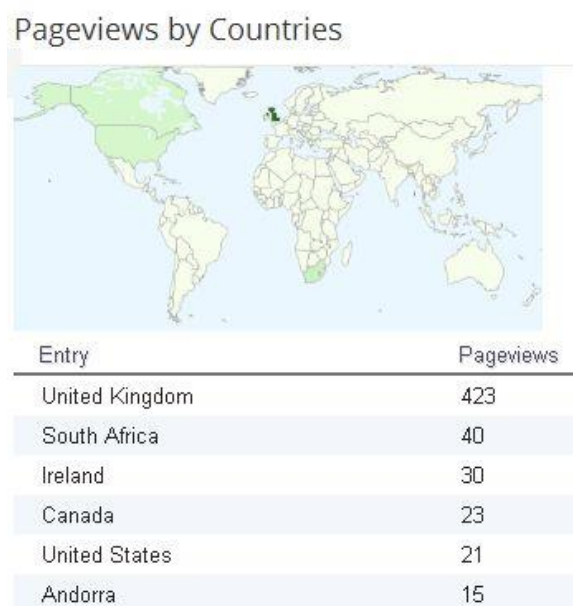 Pageviews by Countries
Entry Pageviews
United Kingdom 423
South Africa 40
Ireland 30
Canada 23
United States 21
Andorra 15